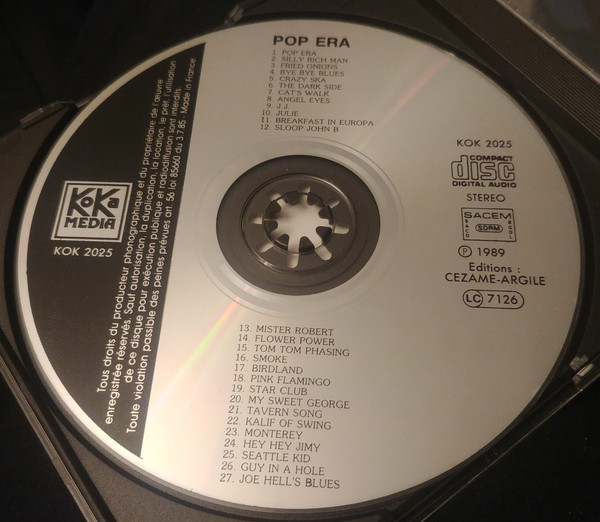 POP ERA
1. POP ERA
2. SILLY RICH MAN
3. FRIED ONIONS
4. BYE BYE BLUES
5. CRAZY SKA
6. THE DARK SIDE
7. CAT'S WALK
8. ANGEL EYES
9. J.J.
10. JULIE
11. BREAKFAST IN EUROPA
12. SLOOP JOHN B
KOK 2025
COMPACT
disc
DIGITAL AUDIO
STEREO
SACEM
SDRM
Ⓟ 1989
Editions :
CEZAME-ARGILE
LC 7126
KOKA
MEDIA
KOK 2025
Tous droits du producteur phonographique et du propriétaire de l'œuvre
enregistrée réservés. Sauf autorisation la duplication, la location, le prêt, l'utilisation
de ce disque pour exécution publique et radiodiffusion sont interdits.
Toute violation passible des peines prévues art. 56 loi 85660 du 3.7.85 - Made in France
13. MISTER ROBERT
14. FLOWER POWER
15. TOM TOM PHASING
16. SMOKE
17. BIRDLAND
18. PINK FLAMINGO
19. STAR CLUB
20. MY SWEET GEORGE
21. TAVERN SONG
22. KALIF OF SWING
23. MONTEREY
24. HEY HEY JIMY
25. SEATTLE KID
26. GUY IN A HOLE
27. JOE HELL'S BLUES